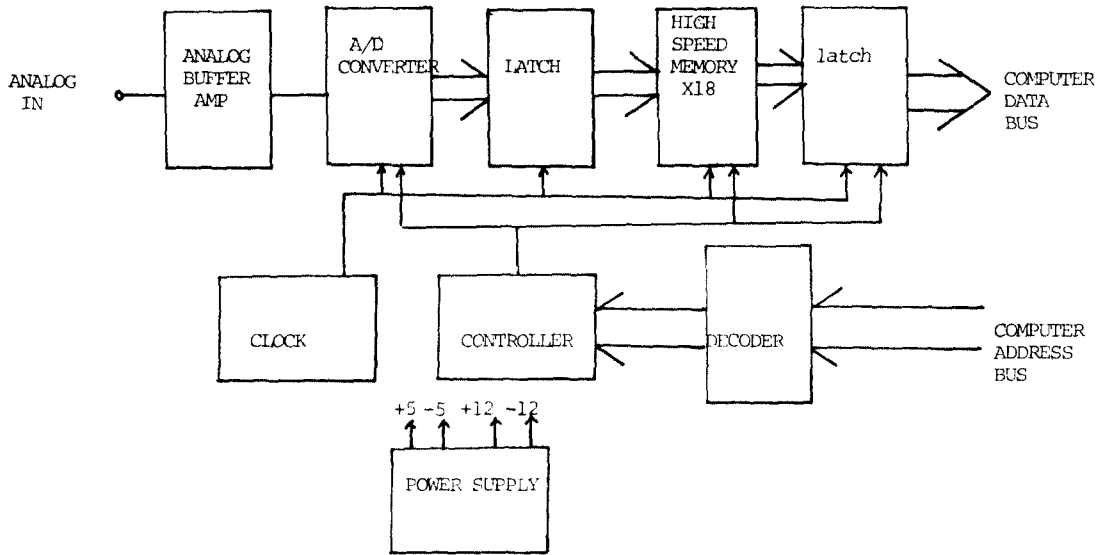 ANALOG
IN
ANALOG
BUFFER
AMP
A/D
CONVERTER
LATCH
HIGH
SPEED
MEMORY
X18
latch
COMPUTER
DATA
BUS
CLOCK
CONTROLLER
DECODER
COMPUTER
ADDRESS
BUS
+5 -5 +12 -12
POWER SUPPLY